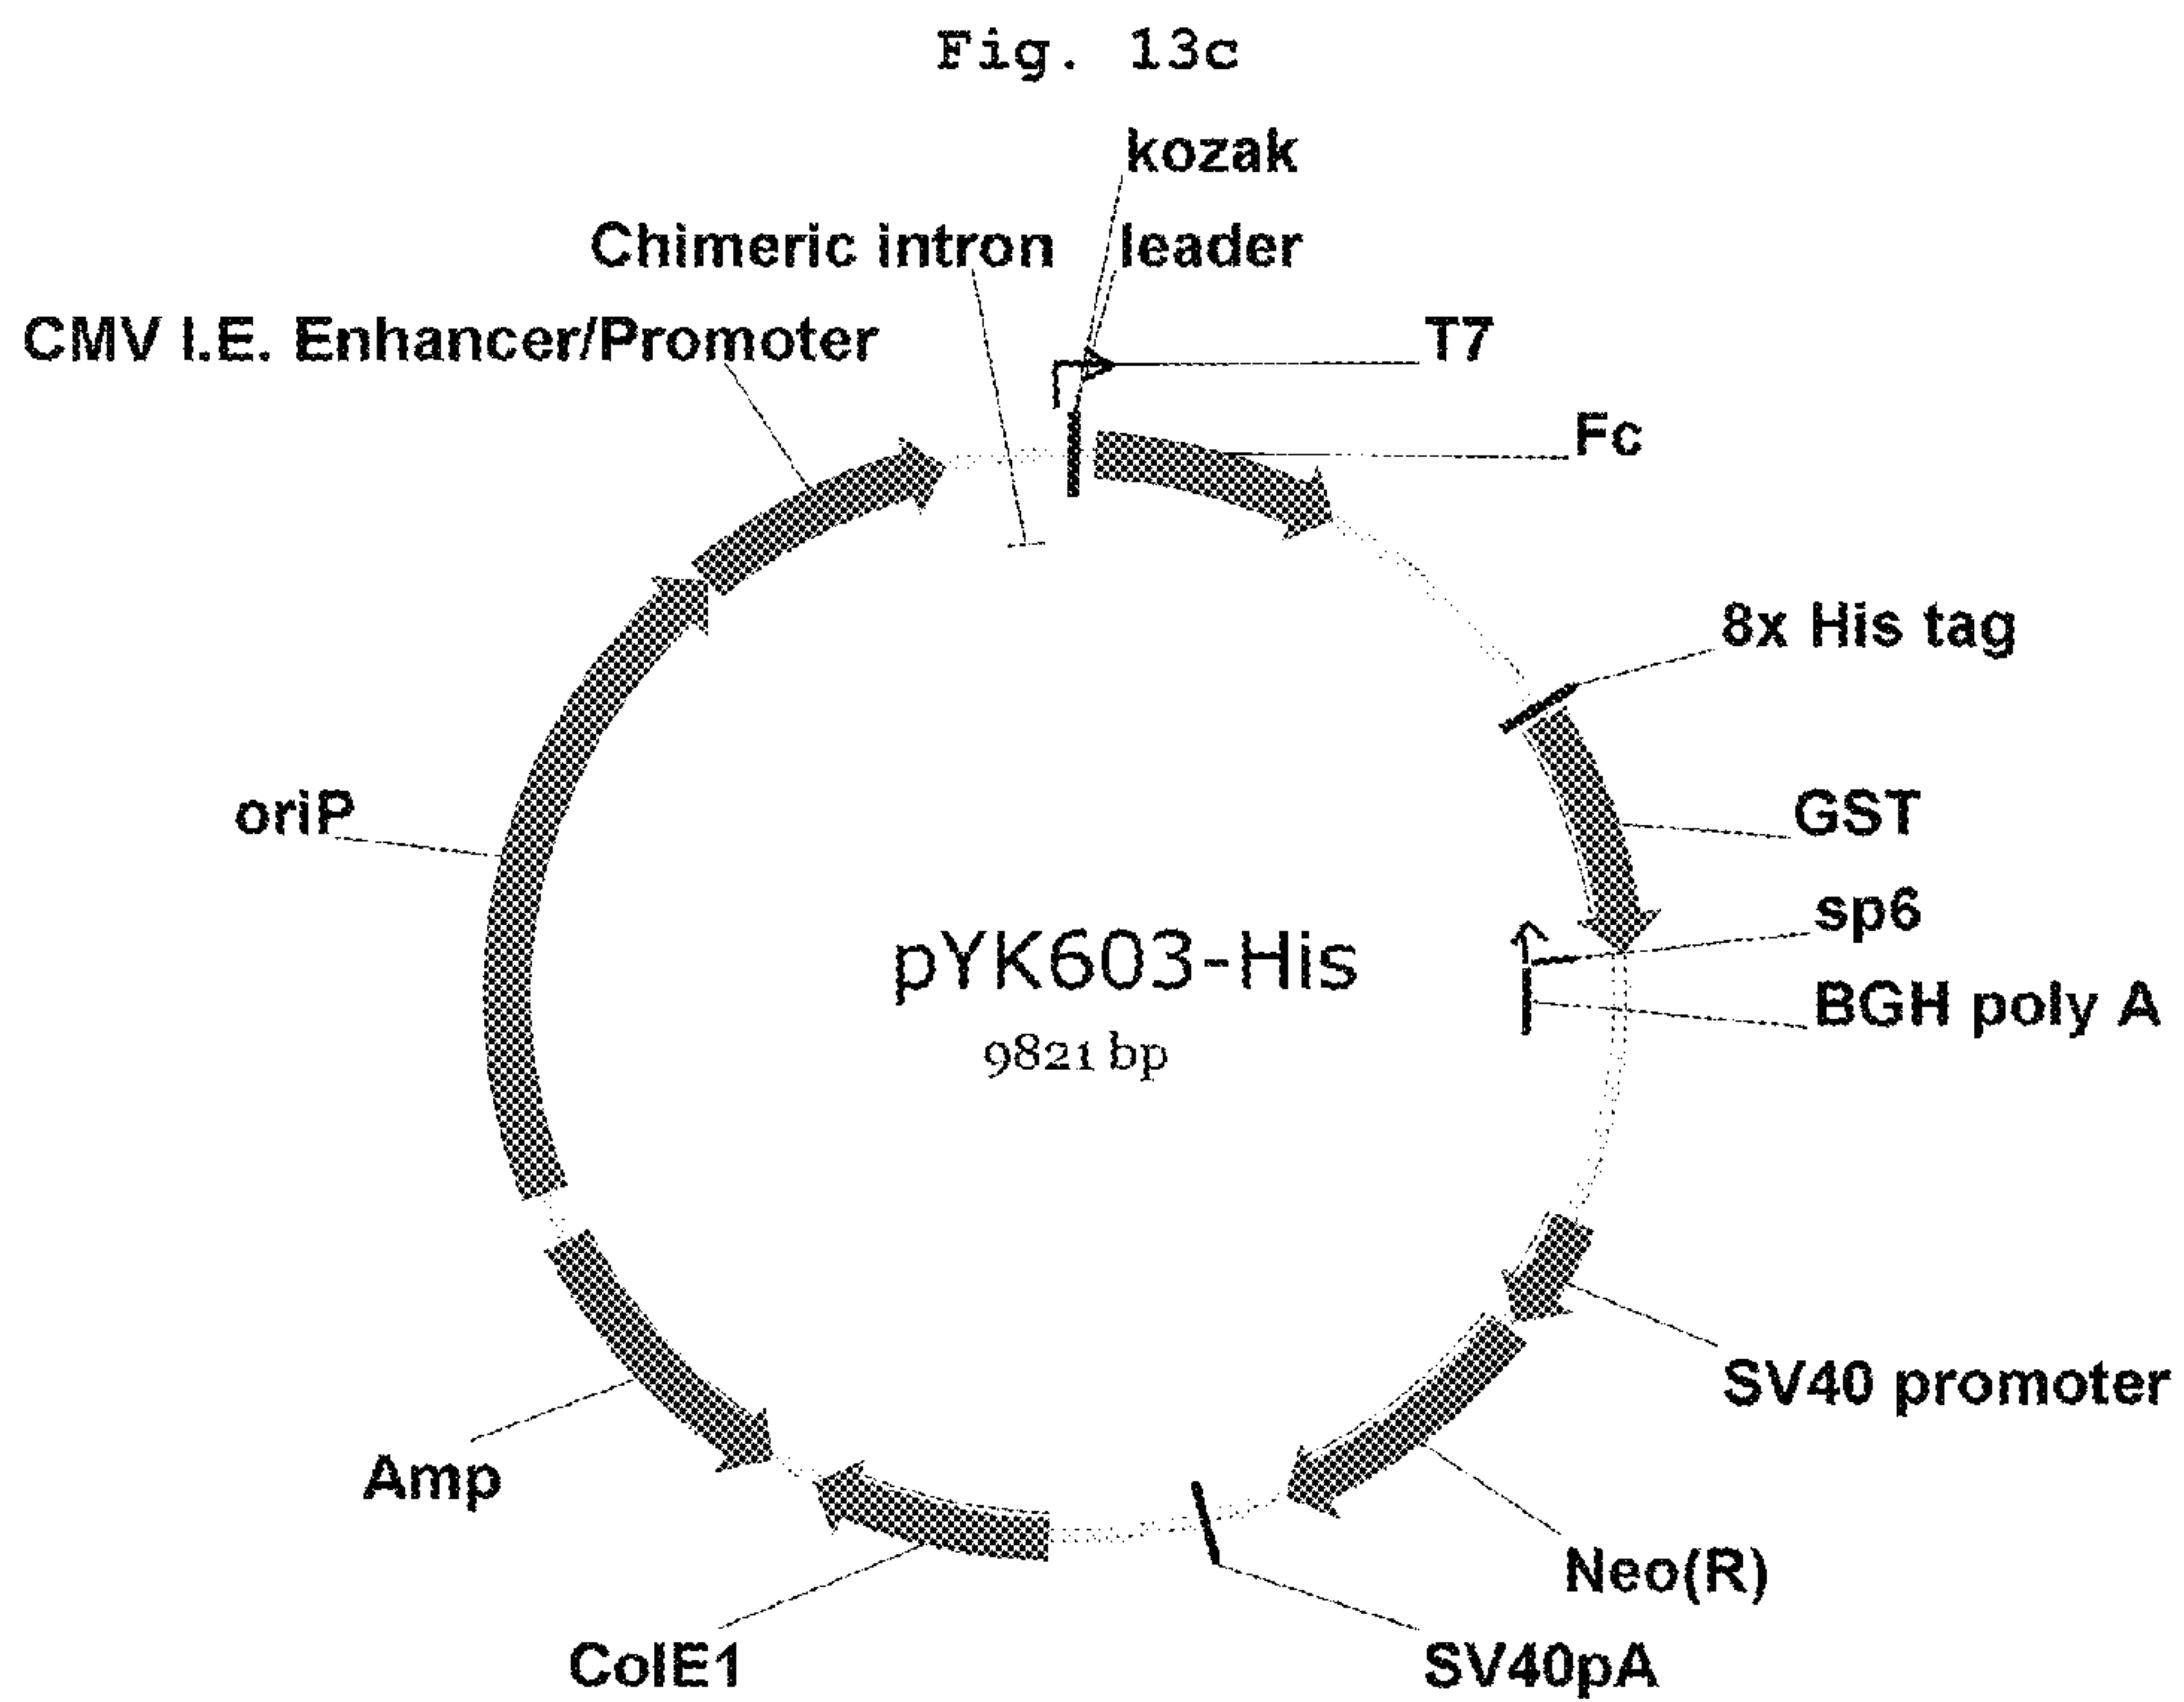 Fig. 13c
kozak
Chimeric intron
leader
CMV I.E. Enhancer/Promoter
T7
Fc
8x His tag
oriP
GST
sp6
pYK603-His
BGH poly A
9821 bp
SV40 promoter
Amp
Neo(R)
ColE1
SV40pA